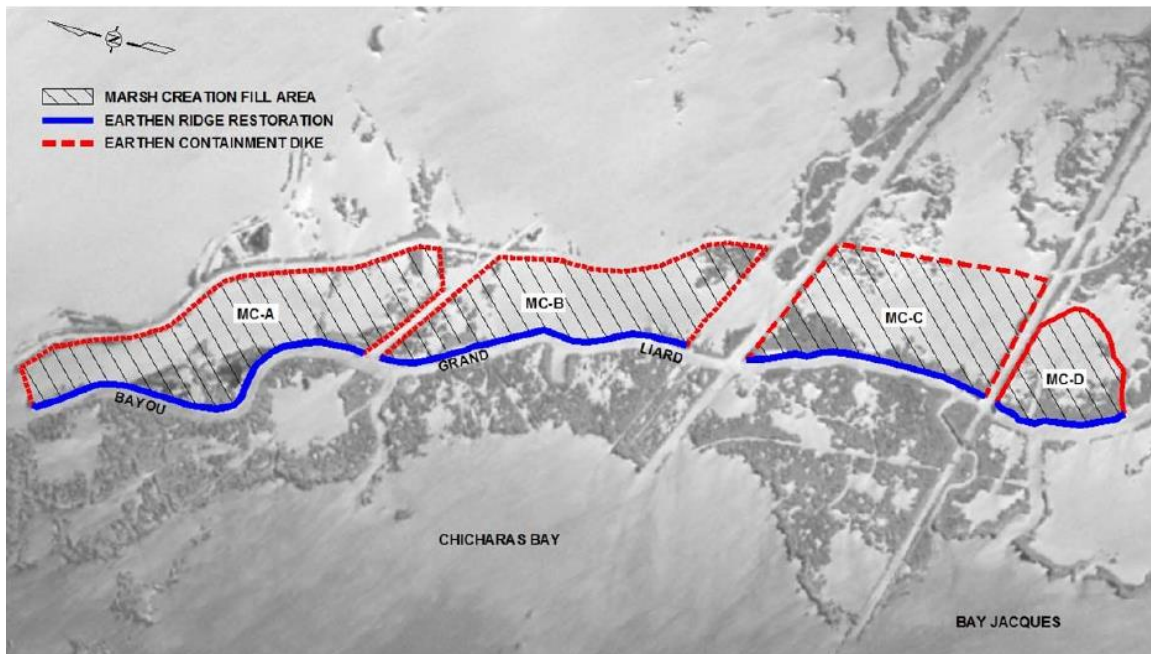 N
MARSH CREATION FILL AREA
EARTHEN RIDGE RESTORATION
EARTHEN CONTAINMENT DIKE
MC-A
MC-B
MC-C
MC-D
BAYOU
GRAND
LIARD
CHICHARAS BAY
BAY JACQUES